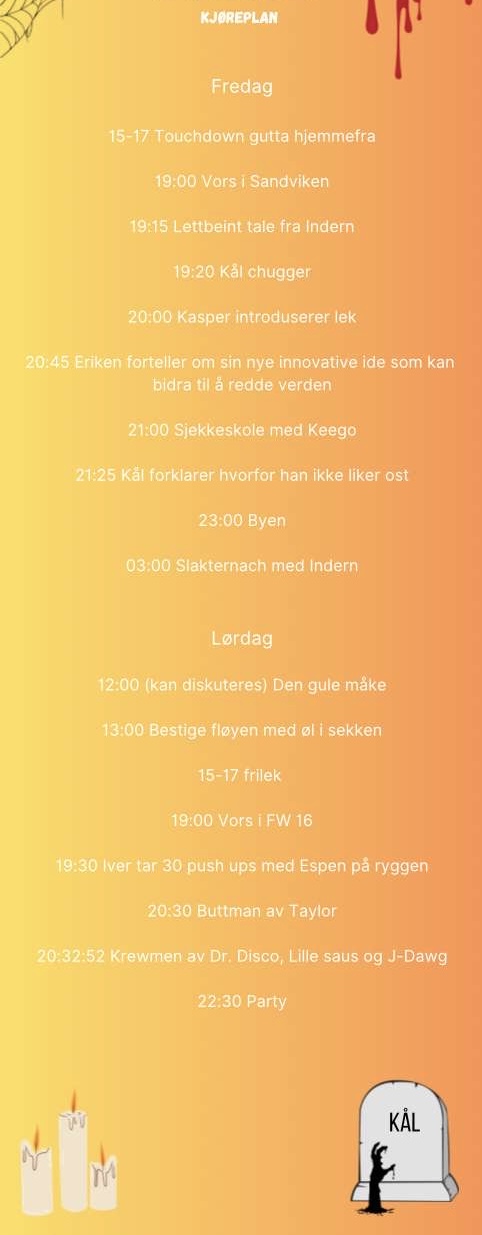 KJØREPLAN
Fredag
15-17 Touchdown gutta hjemmefra
19:00 Vors i Sandviken
19:15 Lettbeint tale fra Indern
19:20 Kål chugger
20:00 Kasper introduserer lek
20:45 Eriken forteller om sin nye innovative ide som kan
bidra til å redde verden
21:00 Sjekkeskole med Keego
21:25 Kål forklarer hvorfor han ikke liker ost
23:00 Byen
03:00 Slakternach med Indern
Lørdag
12:00 (kan diskuteres) Den gule måke
13:00 Bestige fløyen med øl i sekken
15-17 frilek
19:00 Vors i FW 16
19:30 Iver tar 30 push ups med Espen på ryggen
20:30 Buttman av Taylor
20:32:52 Krewmen av Dr. Disco, Lille saus og J-Dawg
22:30 Party
KÅL